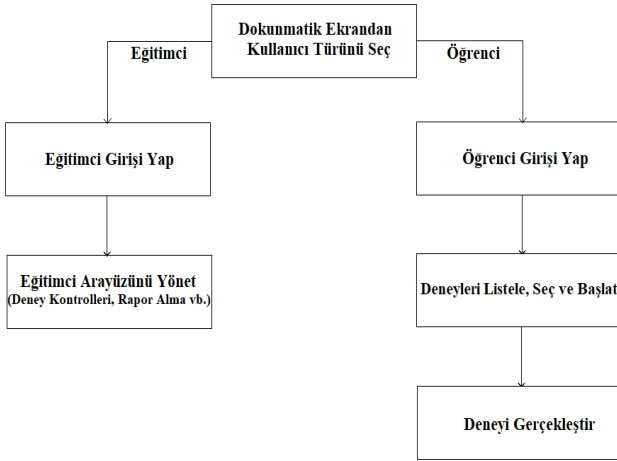 Dokunmatik Ekrandan
Kullanıcı Türünü Seç
Eğitimci
Öğrenci
Eğitimci Girişi Yap
Öğrenci Girişi Yap
Eğitimci Arayüzünü Yönet
(Deney Kontrolleri, Rapor Alma vb.)
Deneyleri Listele, Seç ve Başlat
Deneyi Gerçekleştir